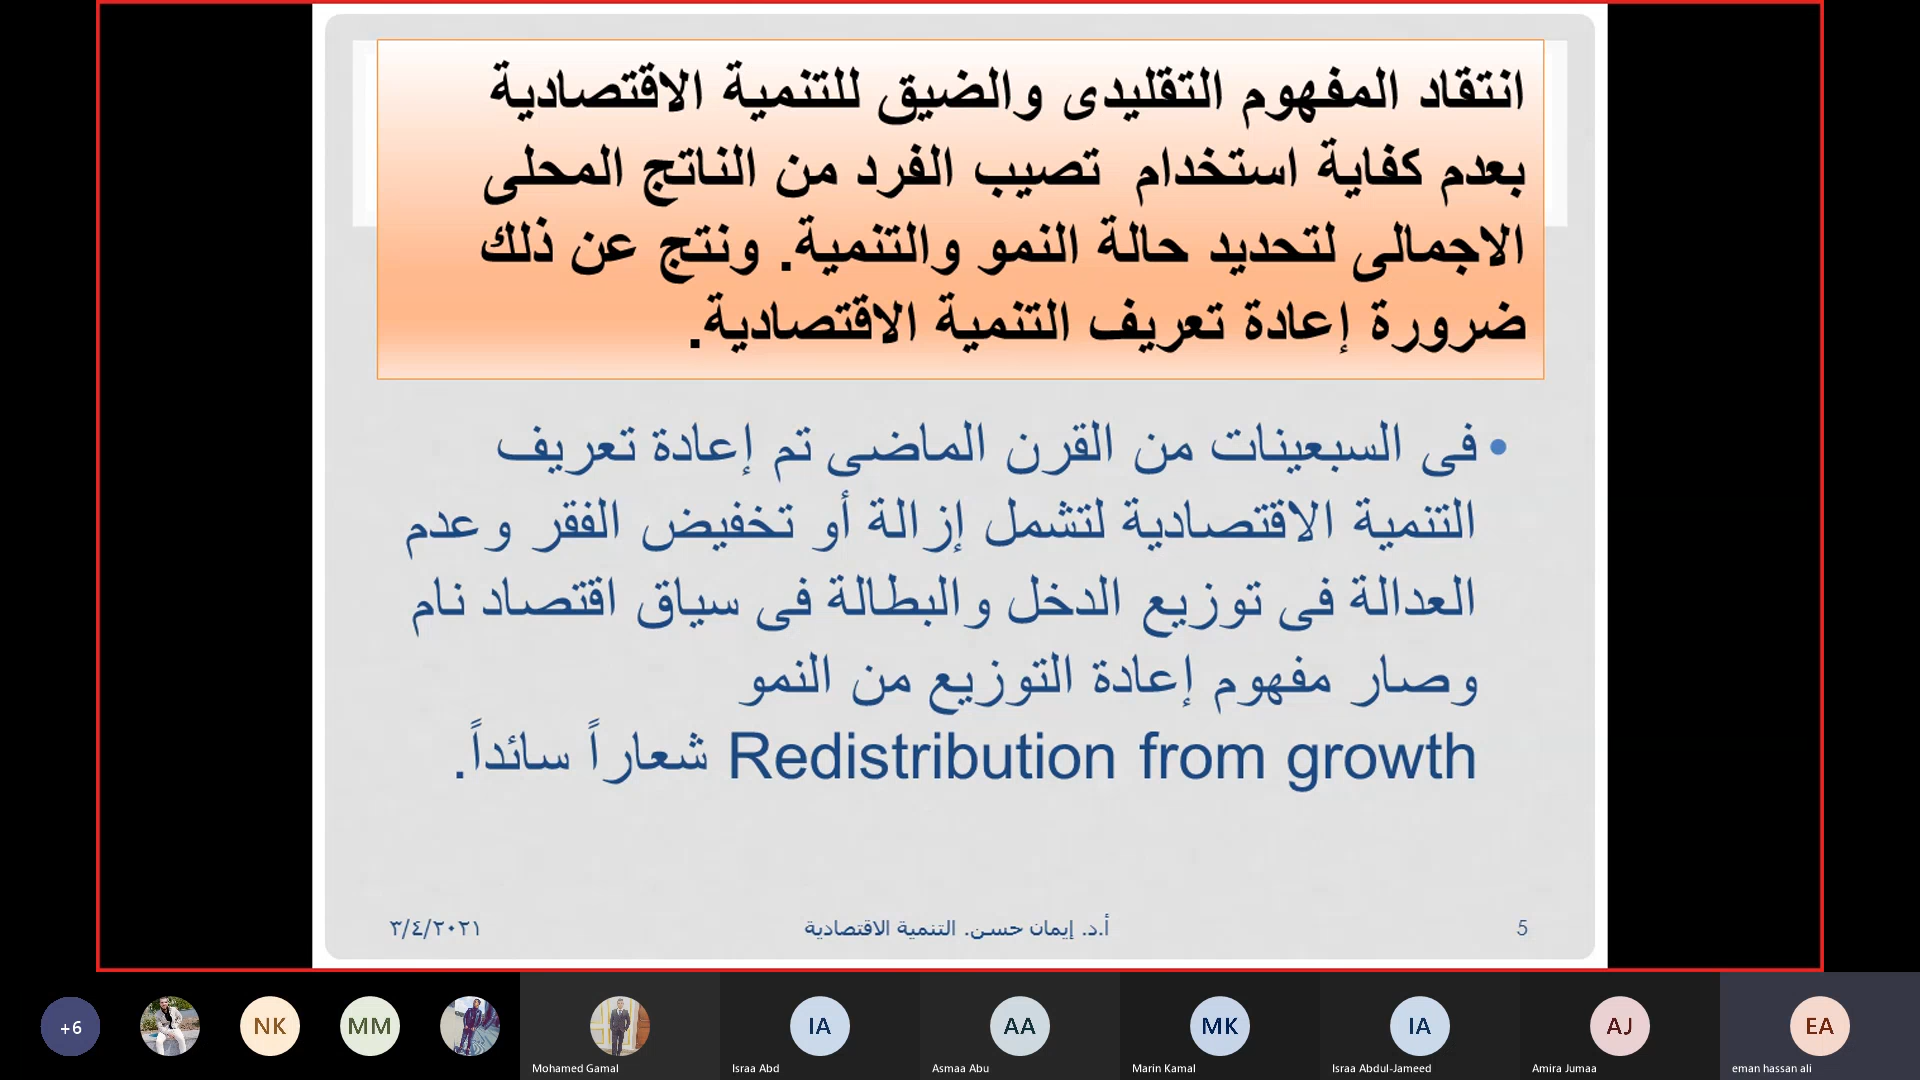 انتقاد المفهوم التقليدى والضيق للتنمية الاقتصادية
بعدم كفاية استخدام تصيب الفرد من الناتج المحلى
الاجمالى لتحديد حالة النمو والتنمية. ونتج عن ذلك
ضرورة إعادة تعريف التنمية الاقتصادية.
• فى السبعينات من القرن الماضى تم إعادة تعريف
التنمية الاقتصادية لتشمل إزالة أو تخفيض الفقر وعدم
العدالة فى توزيع الدخل والبطالة فى سياق اقتصاد نام
وصار مفهوم إعادة التوزيع من النمو
Redistribution from growth شعاراً سائداً.
5
أ.د. إيمان حسن. التنمية الاقتصادية
٣/٤/٢٠٢١
+6
NK
MM
Mohamed Gamal
IA
Israa Abd
AA
Asmaa Abu
MK
Marin Kamal
IA
Israa Abdul-Jameed
AJ
Amira Jumaa
EA
eman hassan ali